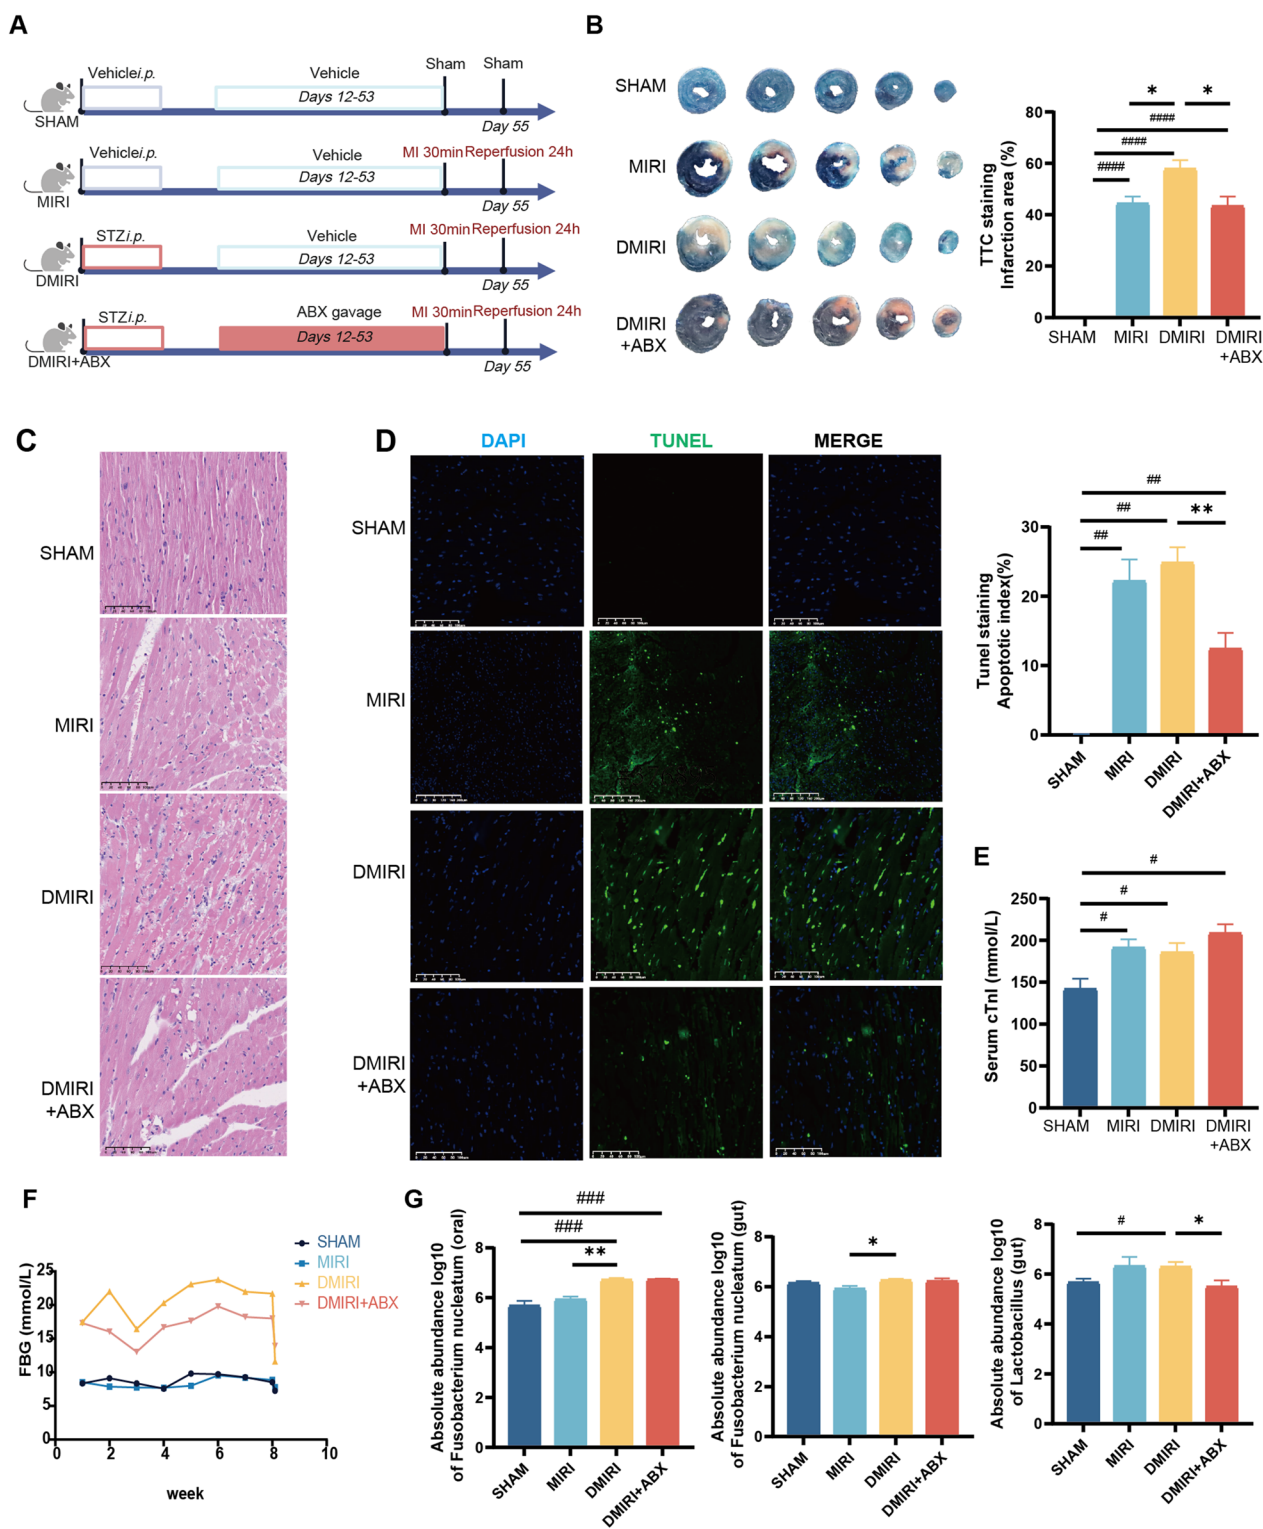 A
Vehiclei.p.
Vehicle
Days 12-53
Sham
Sham
SHAM
Day 55
Vehiclei.p.
Vehicle
Days 12-53
MI 30min
Reperfusion 24h
MIRI
Day 55
STZi.p.
Vehicle
Days 12-53
MI 30min
Reperfusion 24h
DMIRI
Day 55
STZi.p.
ABX gavage
Days 12-53
MI 30min
Reperfusion 24h
DMIRI+ABX
Day 55
B
SHAM
MIRI
DMIRI
DMIRI
+ABX
TTC staining
Infarction area (%)
80
60
40
20
0
* *
####
####
####
SHAM MIRI DMIRI DMIRI
+ABX
C
SHAM
MIRI
DMIRI
DMIRI
+ABX
D
DAPI TUNEL MERGE
SHAM
MIRI
DMIRI
DMIRI
+ABX
Tunel staining
Apoptotic index(%)
30
20
10
0
##
##
**
##
SHAM MIRI DMIRI DMIRI+ABX
E
Serum cTnI (mmol/L)
250
200
150
100
50
0
#
#
#
SHAM MIRI DMIRI DMIRI
+ABX
F
FBG (mmol/L)
25
20
15
10
5
0
0 2 4 6 8 10
week
SHAM
MIRI
DMIRI
DMIRI+ABX
G
Absolute abundance log10
of Fusobacterium nucleatum (oral)
8
6
4
2
0
###
###
**
SHAM MIRI DMIRI DMIRI+ABX
Absolute abundance log10
of Fusobacterium nucleatum (gut)
8
6
4
2
0
*
SHAM MIRI DMIRI DMIRI+ABX
Absolute abundance log10
of Lactobacillus (gut)
8
6
4
2
0
# *
SHAM MIRI DMIRI DMIRI+ABX